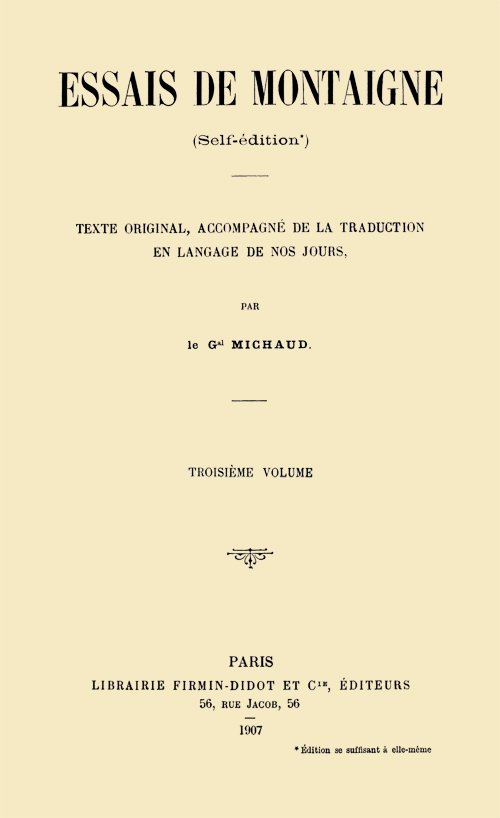 ESSAIS DE MONTAIGNE
(Self-édition*)
TEXTE ORIGINAL, ACCOMPAGNÉ DE LA TRADUCTION
EN LANGAGE DE NOS JOURS,
PAR
le Gal MICHAUD.
TROISIÈME VOLUME
PARIS
LIBRAIRIE FIRMIN-DIDOT ET CIE, ÉDITEURS
56, RUE JACOB, 56
1907
* Édition se suffisant à elle-même